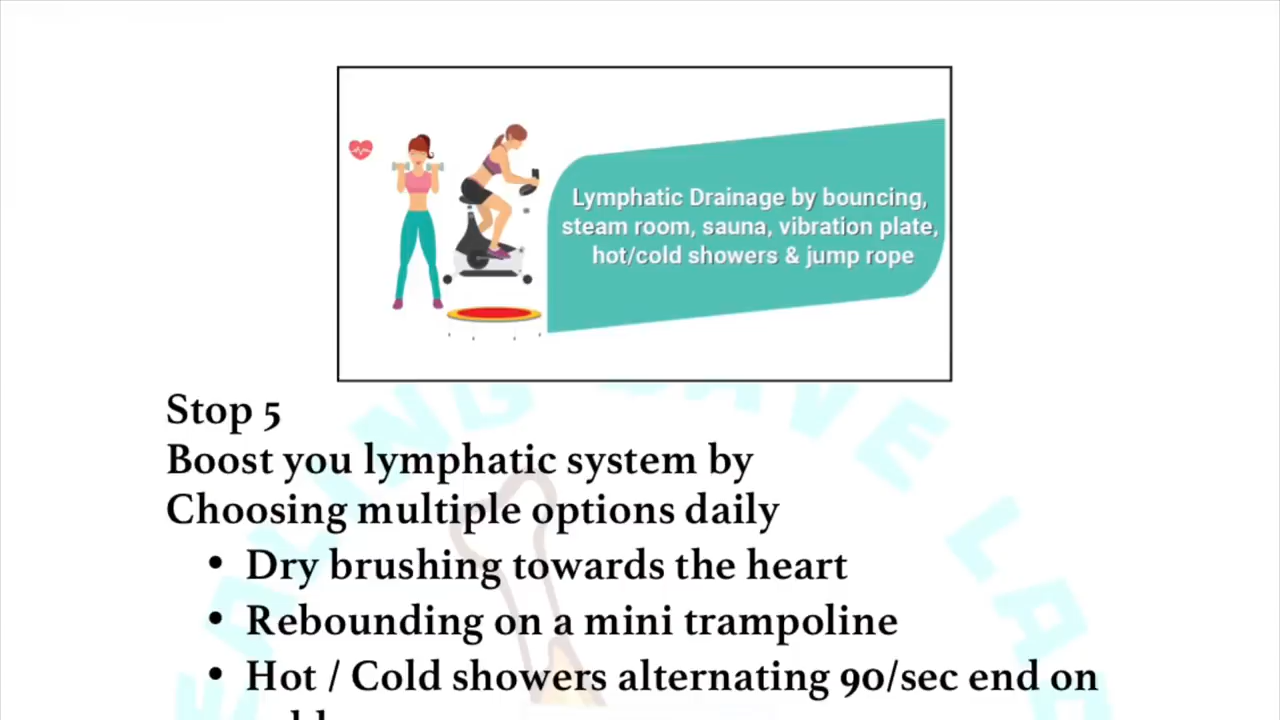 Lymphatic Drainage by bouncing,
steam room, sauna, vibration plate,
hot/cold showers & jump rope
Stop 5
Boost you lymphatic system by
Choosing multiple options daily
• Dry brushing towards the heart
• Rebounding on a mini trampoline
• Hot / Cold showers alternating 90/sec end on